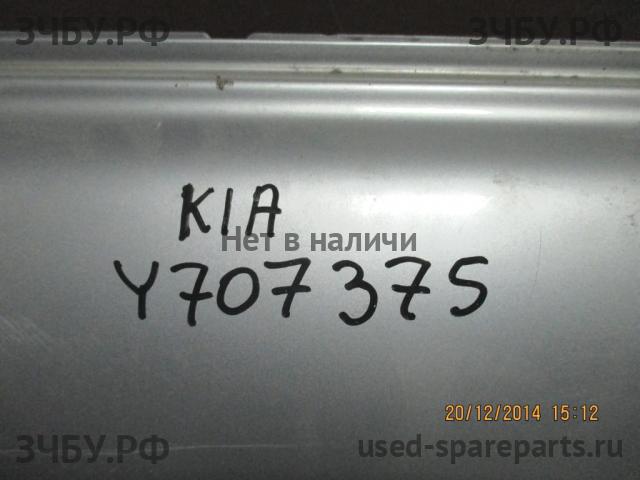 ЗЧБУ.РФ ЗЧБУ.РФ
KIA
Нет в наличи
Y707375
20/12/2014 15:12
ЗЧБУ.РФ used-spareparts.ru